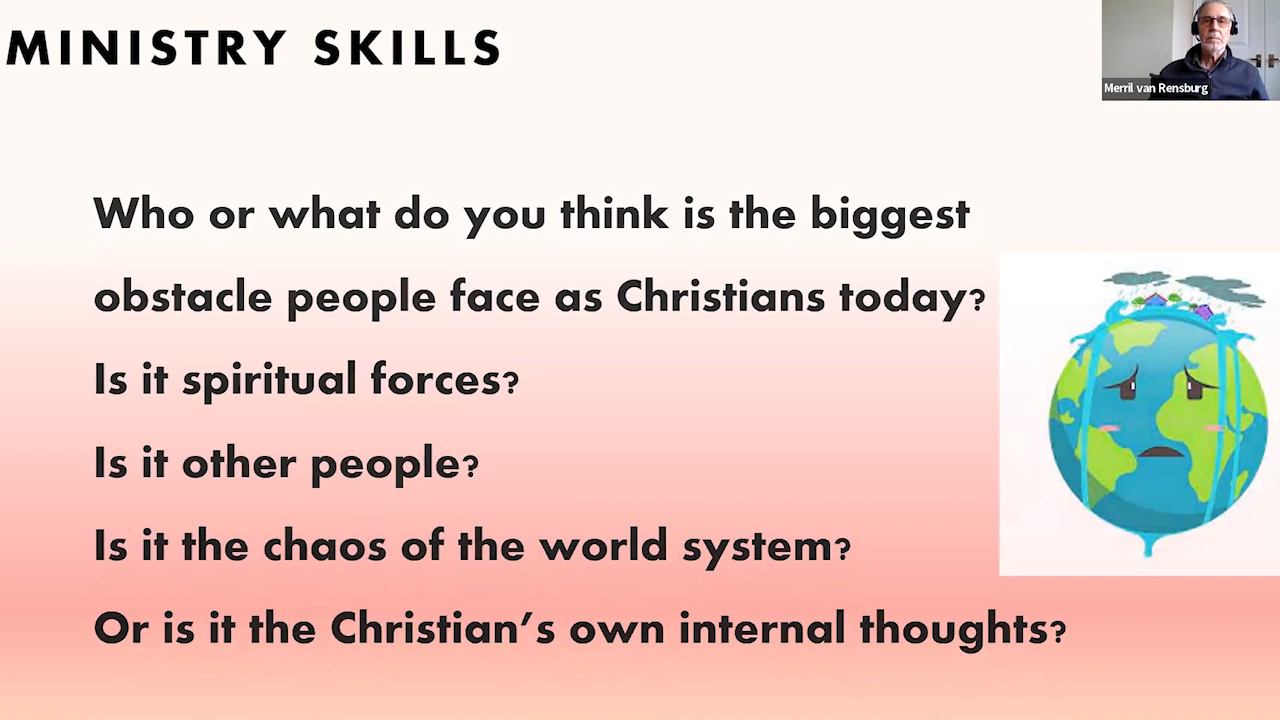 MINISTRY SKILLS
Merril van Rensburg
Who or what do you think is the biggest
obstacle people face as Christians today?
Is it spiritual forces?
Is it other people?
Is it the chaos of the world system?
Or is it the Christian’s own internal thoughts?